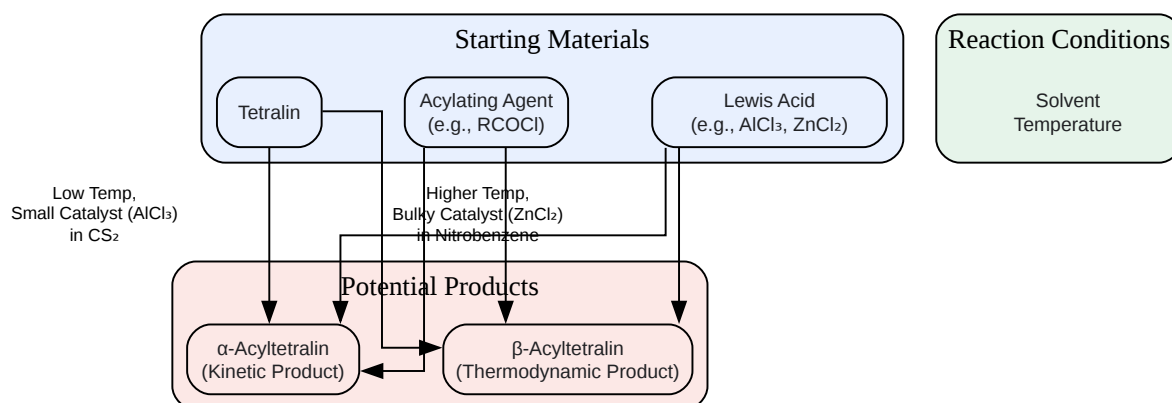 Starting Materials
Reaction Conditions
Tetralin
Acylating Agent
(e.g., RCOCl)
Lewis Acid
(e.g., AlCl₃, ZnCl₂)
Solvent
Temperature
Low Temp,
Small Catalyst (AlCl₃)
in CS₂
Higher Temp,
Bulky Catalyst (ZnCl₂)
in Nitrobenzene
Potential Products
α-Acyltetralin
(Kinetic Product)
β-Acyltetralin
(Thermodynamic Product)